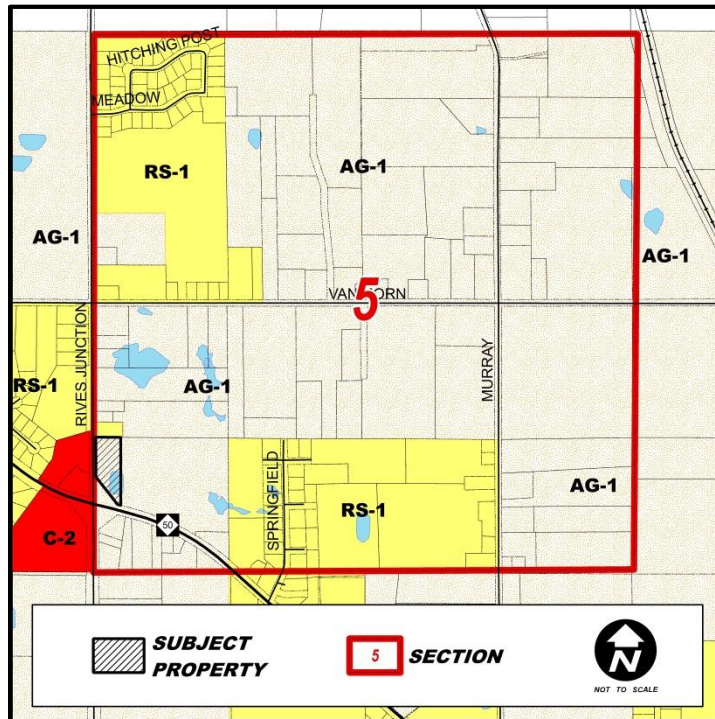 HITCHING POST
MEADOW
RS-1
AG-1
AG-1
AG-1
VAN HORN
5
RIVES JUNCTION
MURRAY
RS-1
AG-1
SPRINGFIELD
AG-1
RS-1
50
C-2
SUBJECT
PROPERTY
5
SECTION
N
NOT TO SCALE